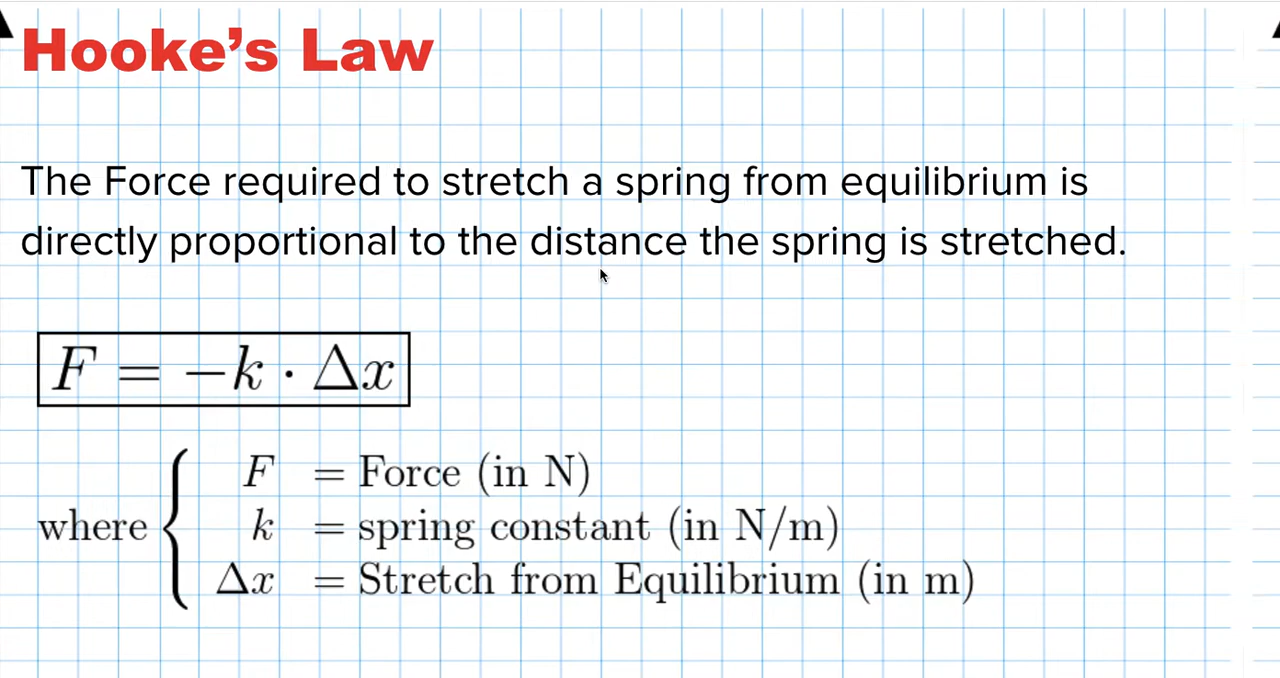 Hooke’s Law
The Force required to stretch a spring from equilibrium is
directly proportional to the distance the spring is stretched.
F = −k · Δx
F = Force (in N)
where { k = spring constant (in N/m)
Δx = Stretch from Equilibrium (in m)